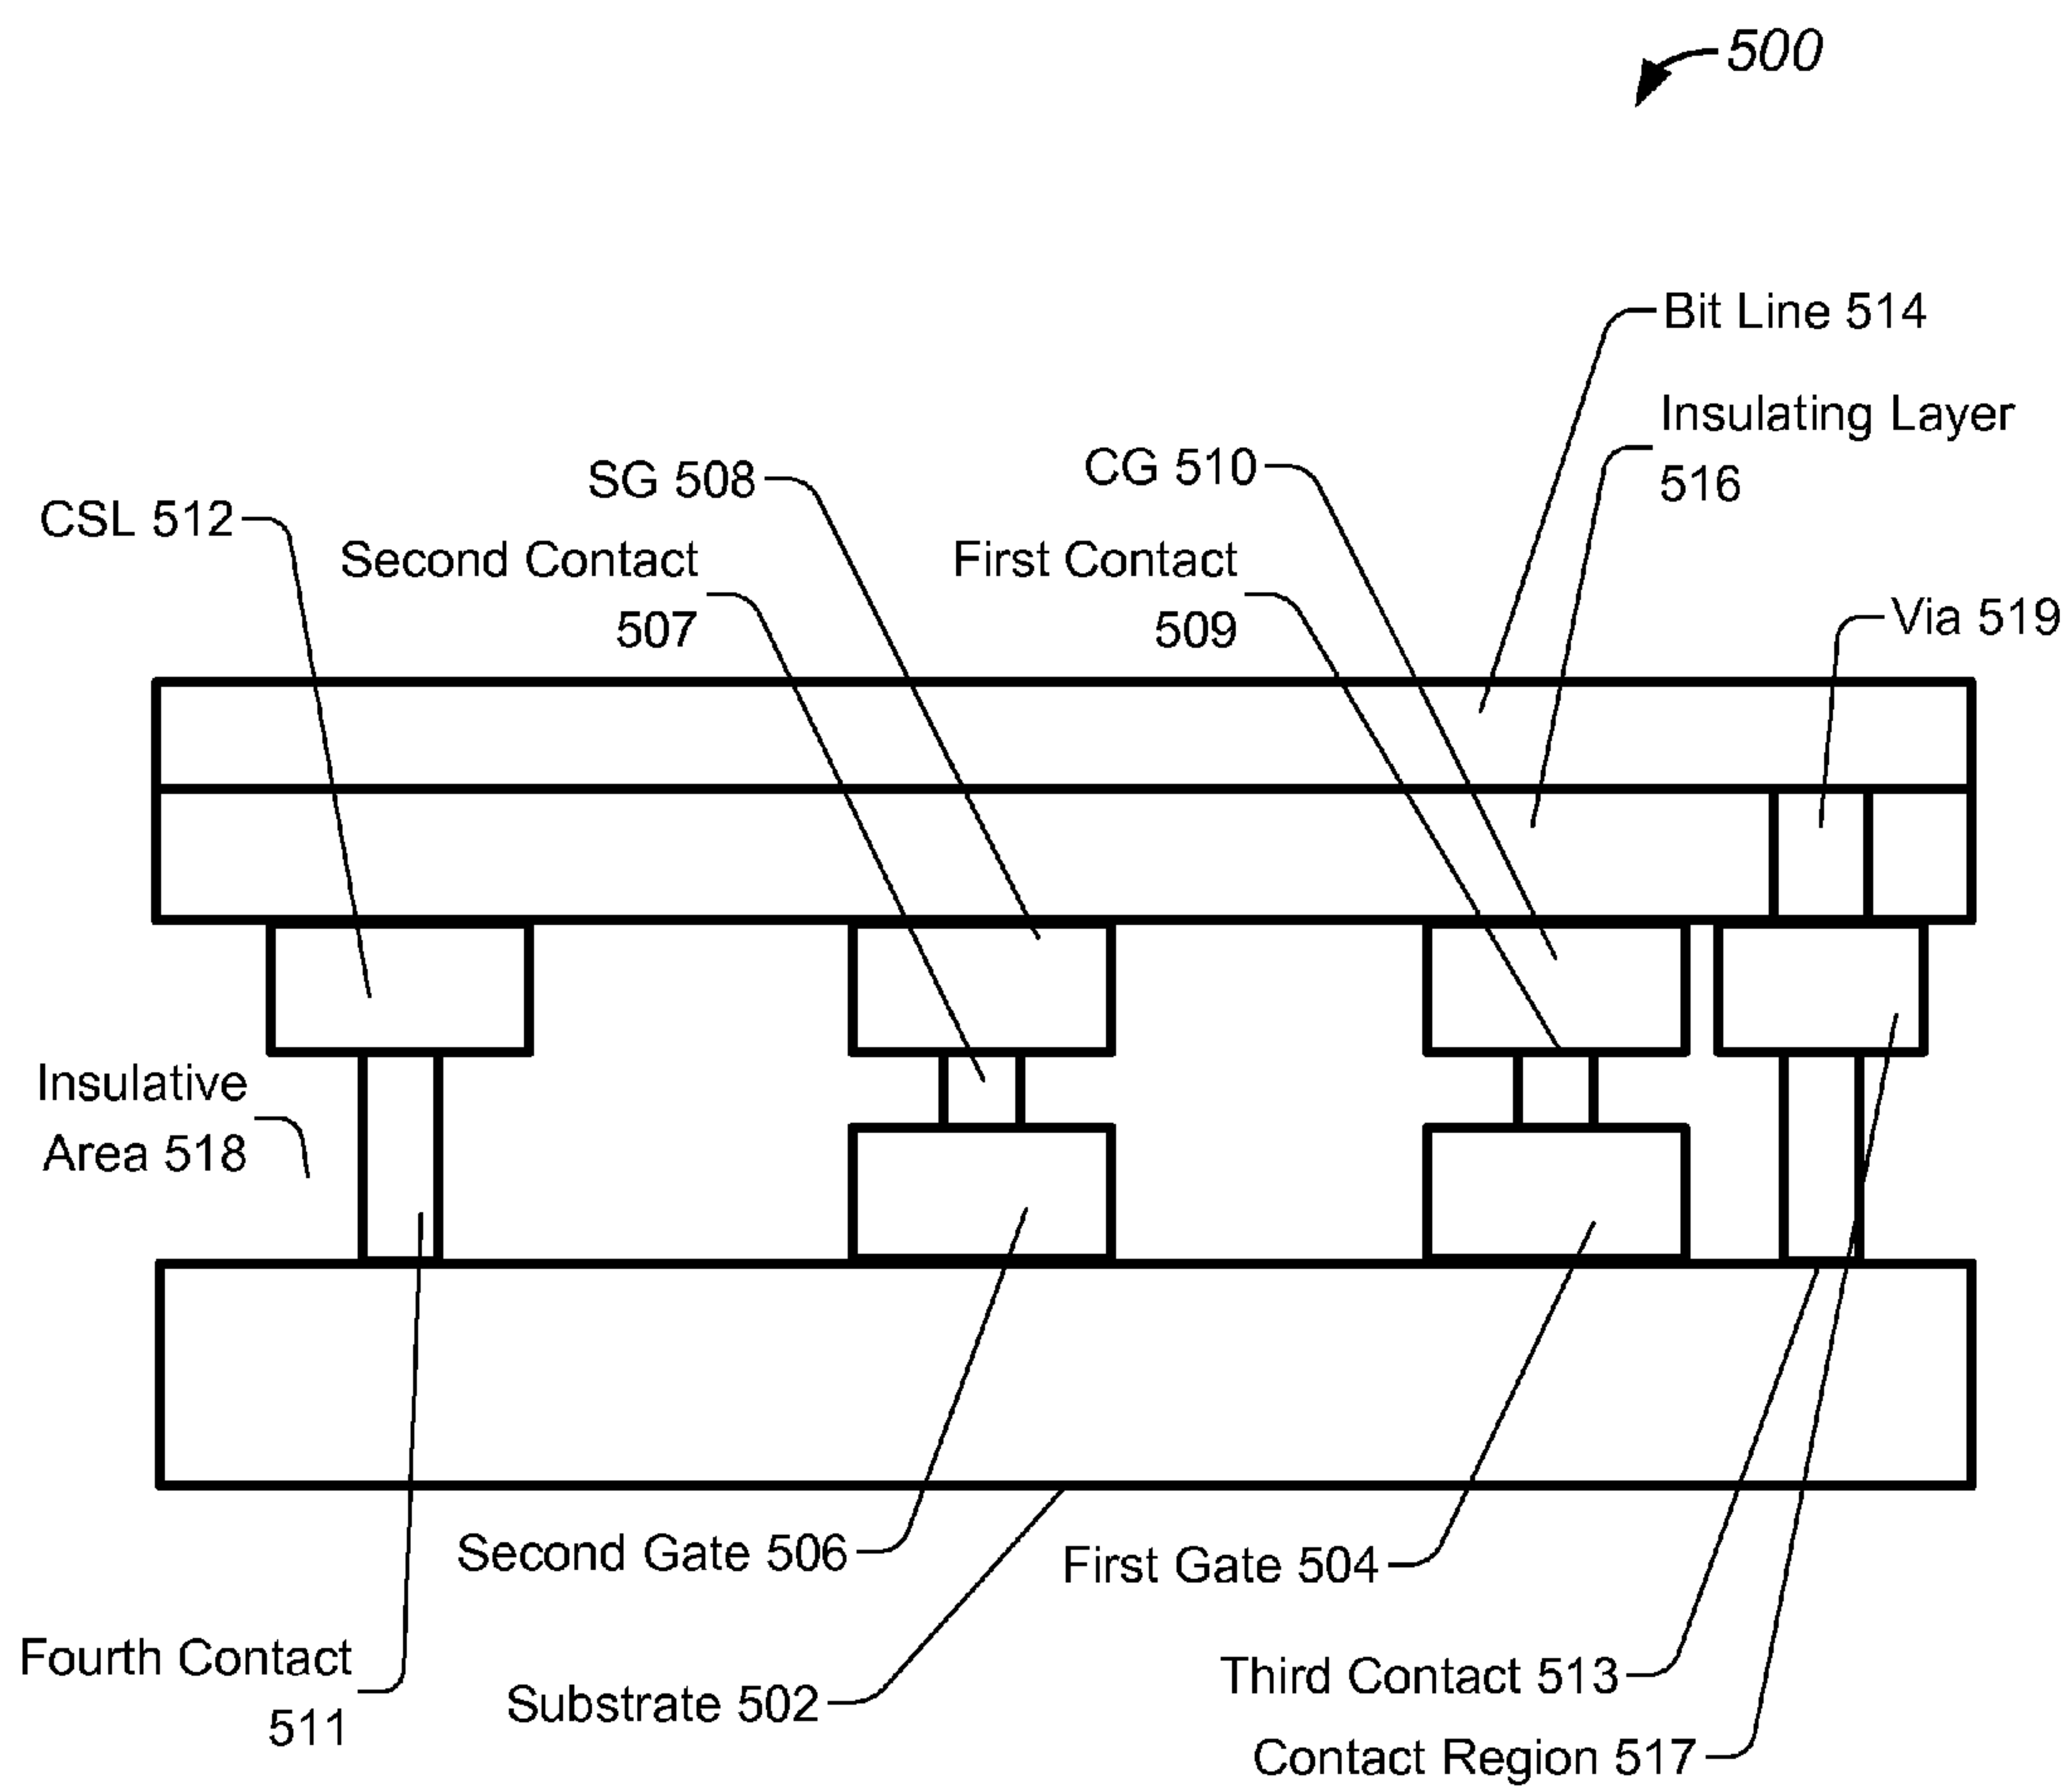 500
Bit Line 514
Insulating Layer
516
CG 510
SG 508
CSL 512
Second Contact
507
First Contact
509
Via 519
Insulative
Area 518
Second Gate 506
First Gate 504
Fourth Contact
511
Substrate 502
Third Contact 513
Contact Region 517